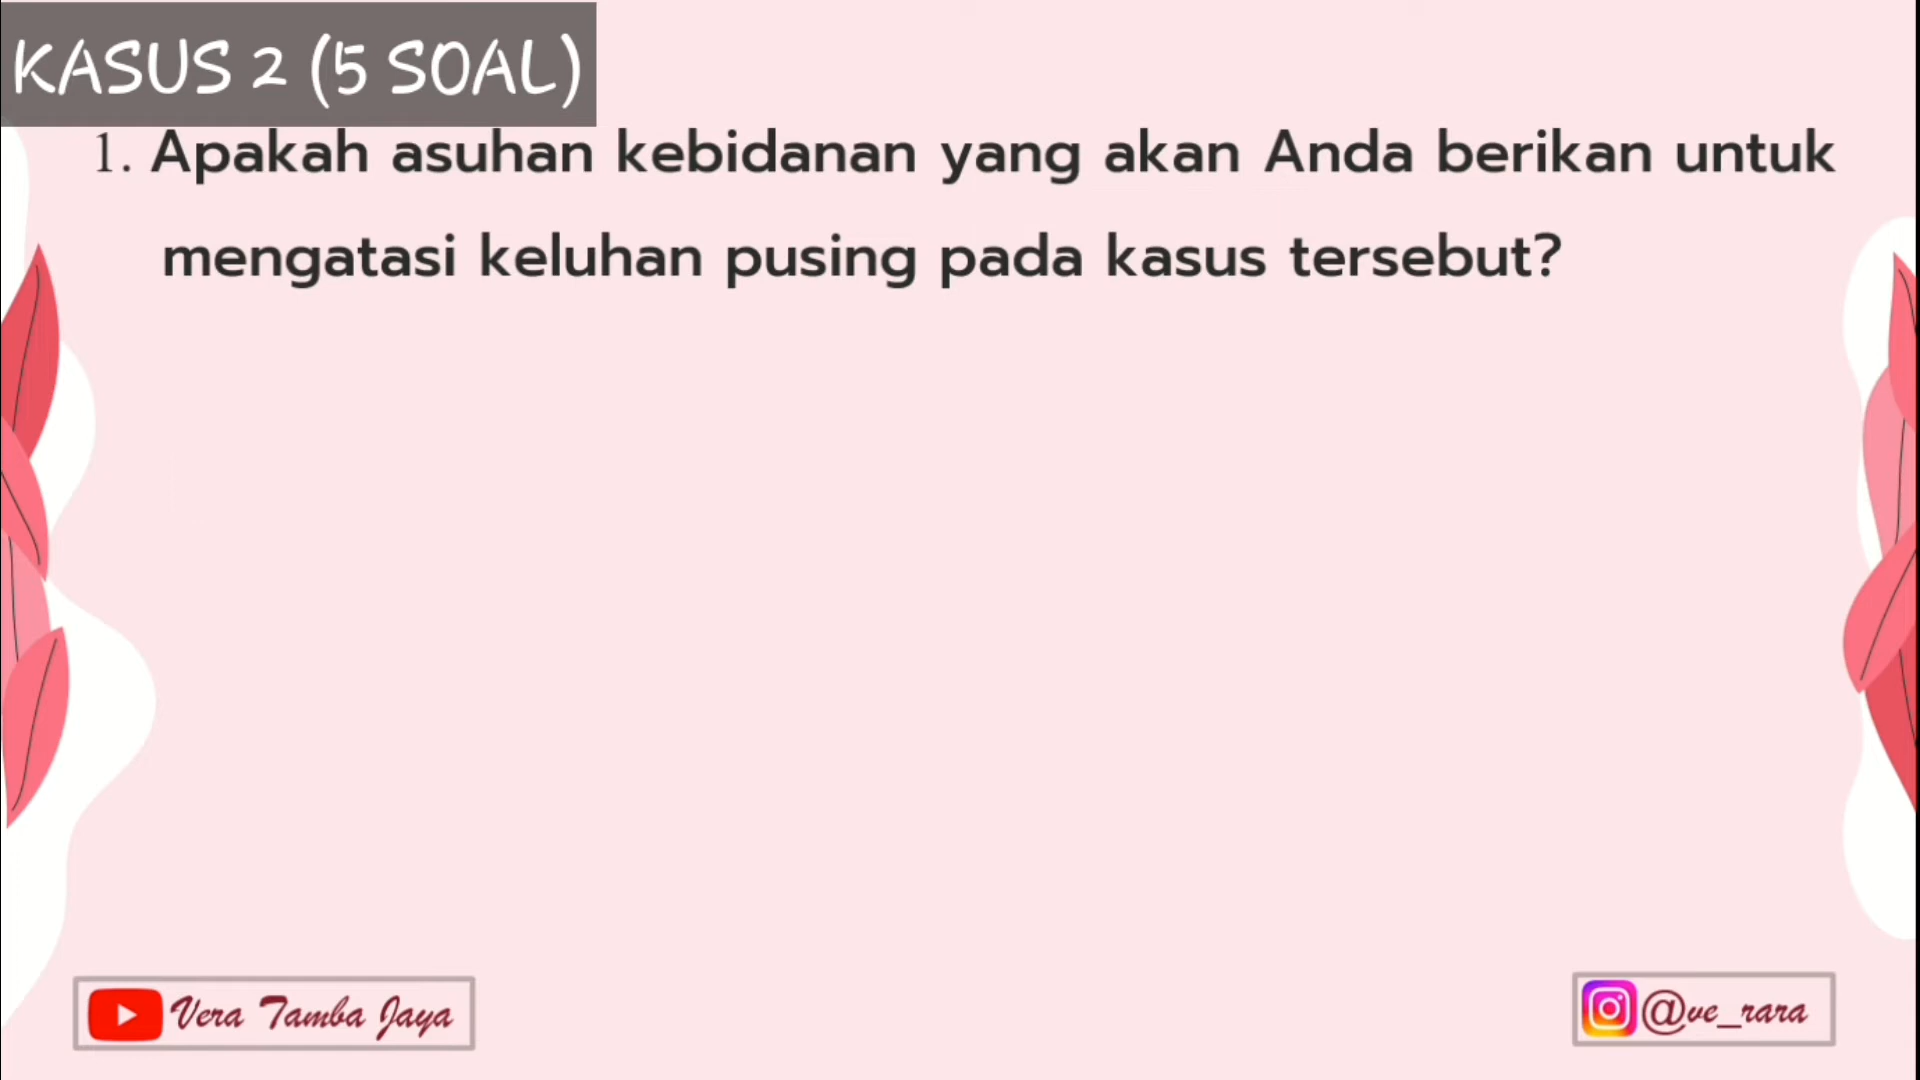 KASUS 2 (5 SOAL)
1. Apakah asuhan kebidanan yang akan Anda berikan untuk
mengatasi keluhan pusing pada kasus tersebut?
Vera Tamba Jaya
@ve_rara